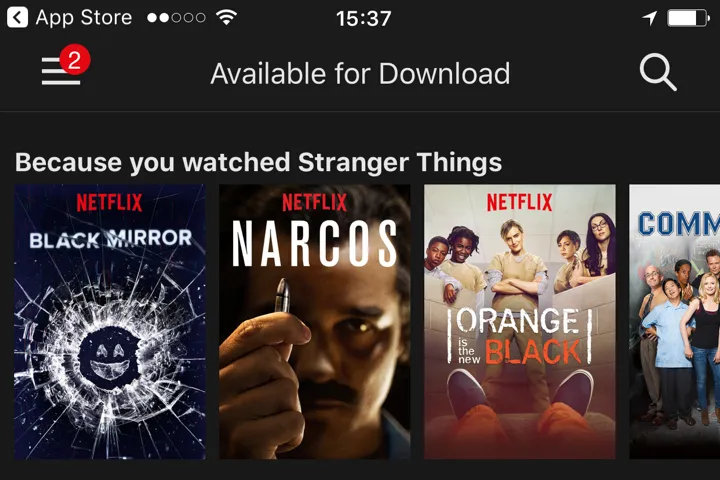 App Store
15:37
2
Available for Download
Because you watched Stranger Things
NETFLIX
BLACK MIRROR
NETFLIX
NARCOS
NETFLIX
ORANGE
is
the
new
BLACK
COMM